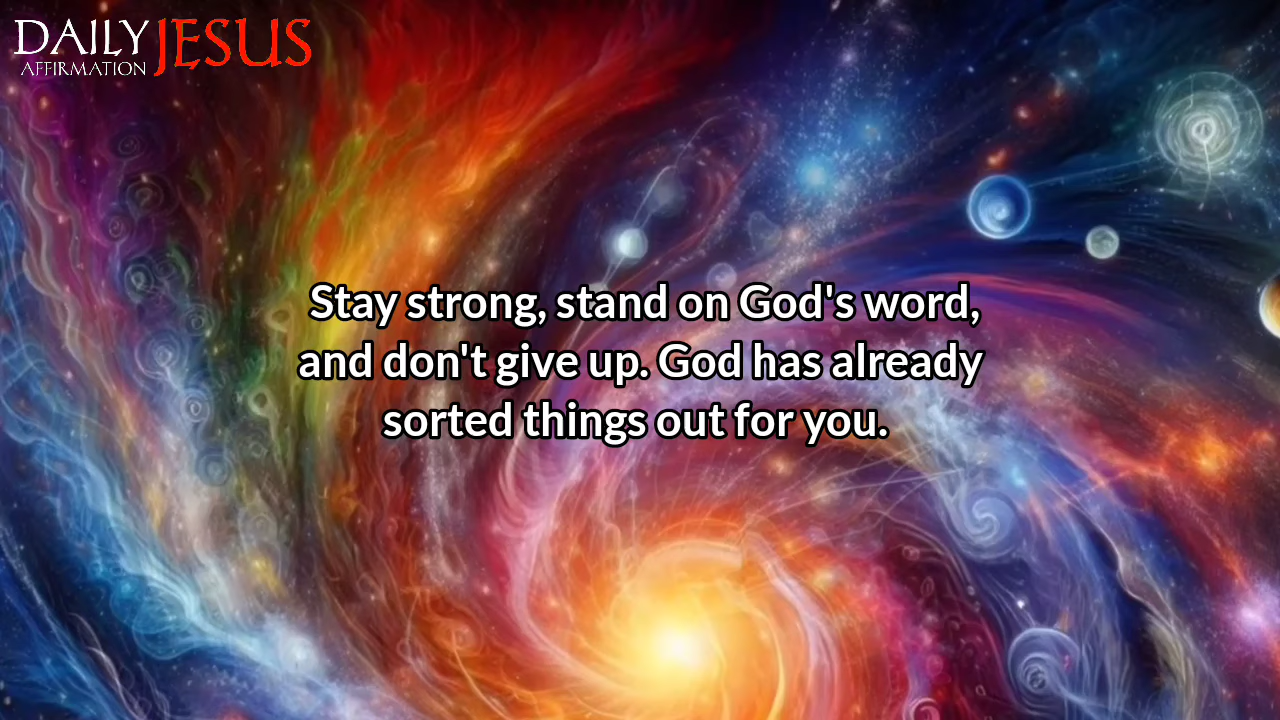 DAILY JESUS
AFFIRMATION
Stay strong, stand on God's word,
and don't give up. God has already
sorted things out for you.